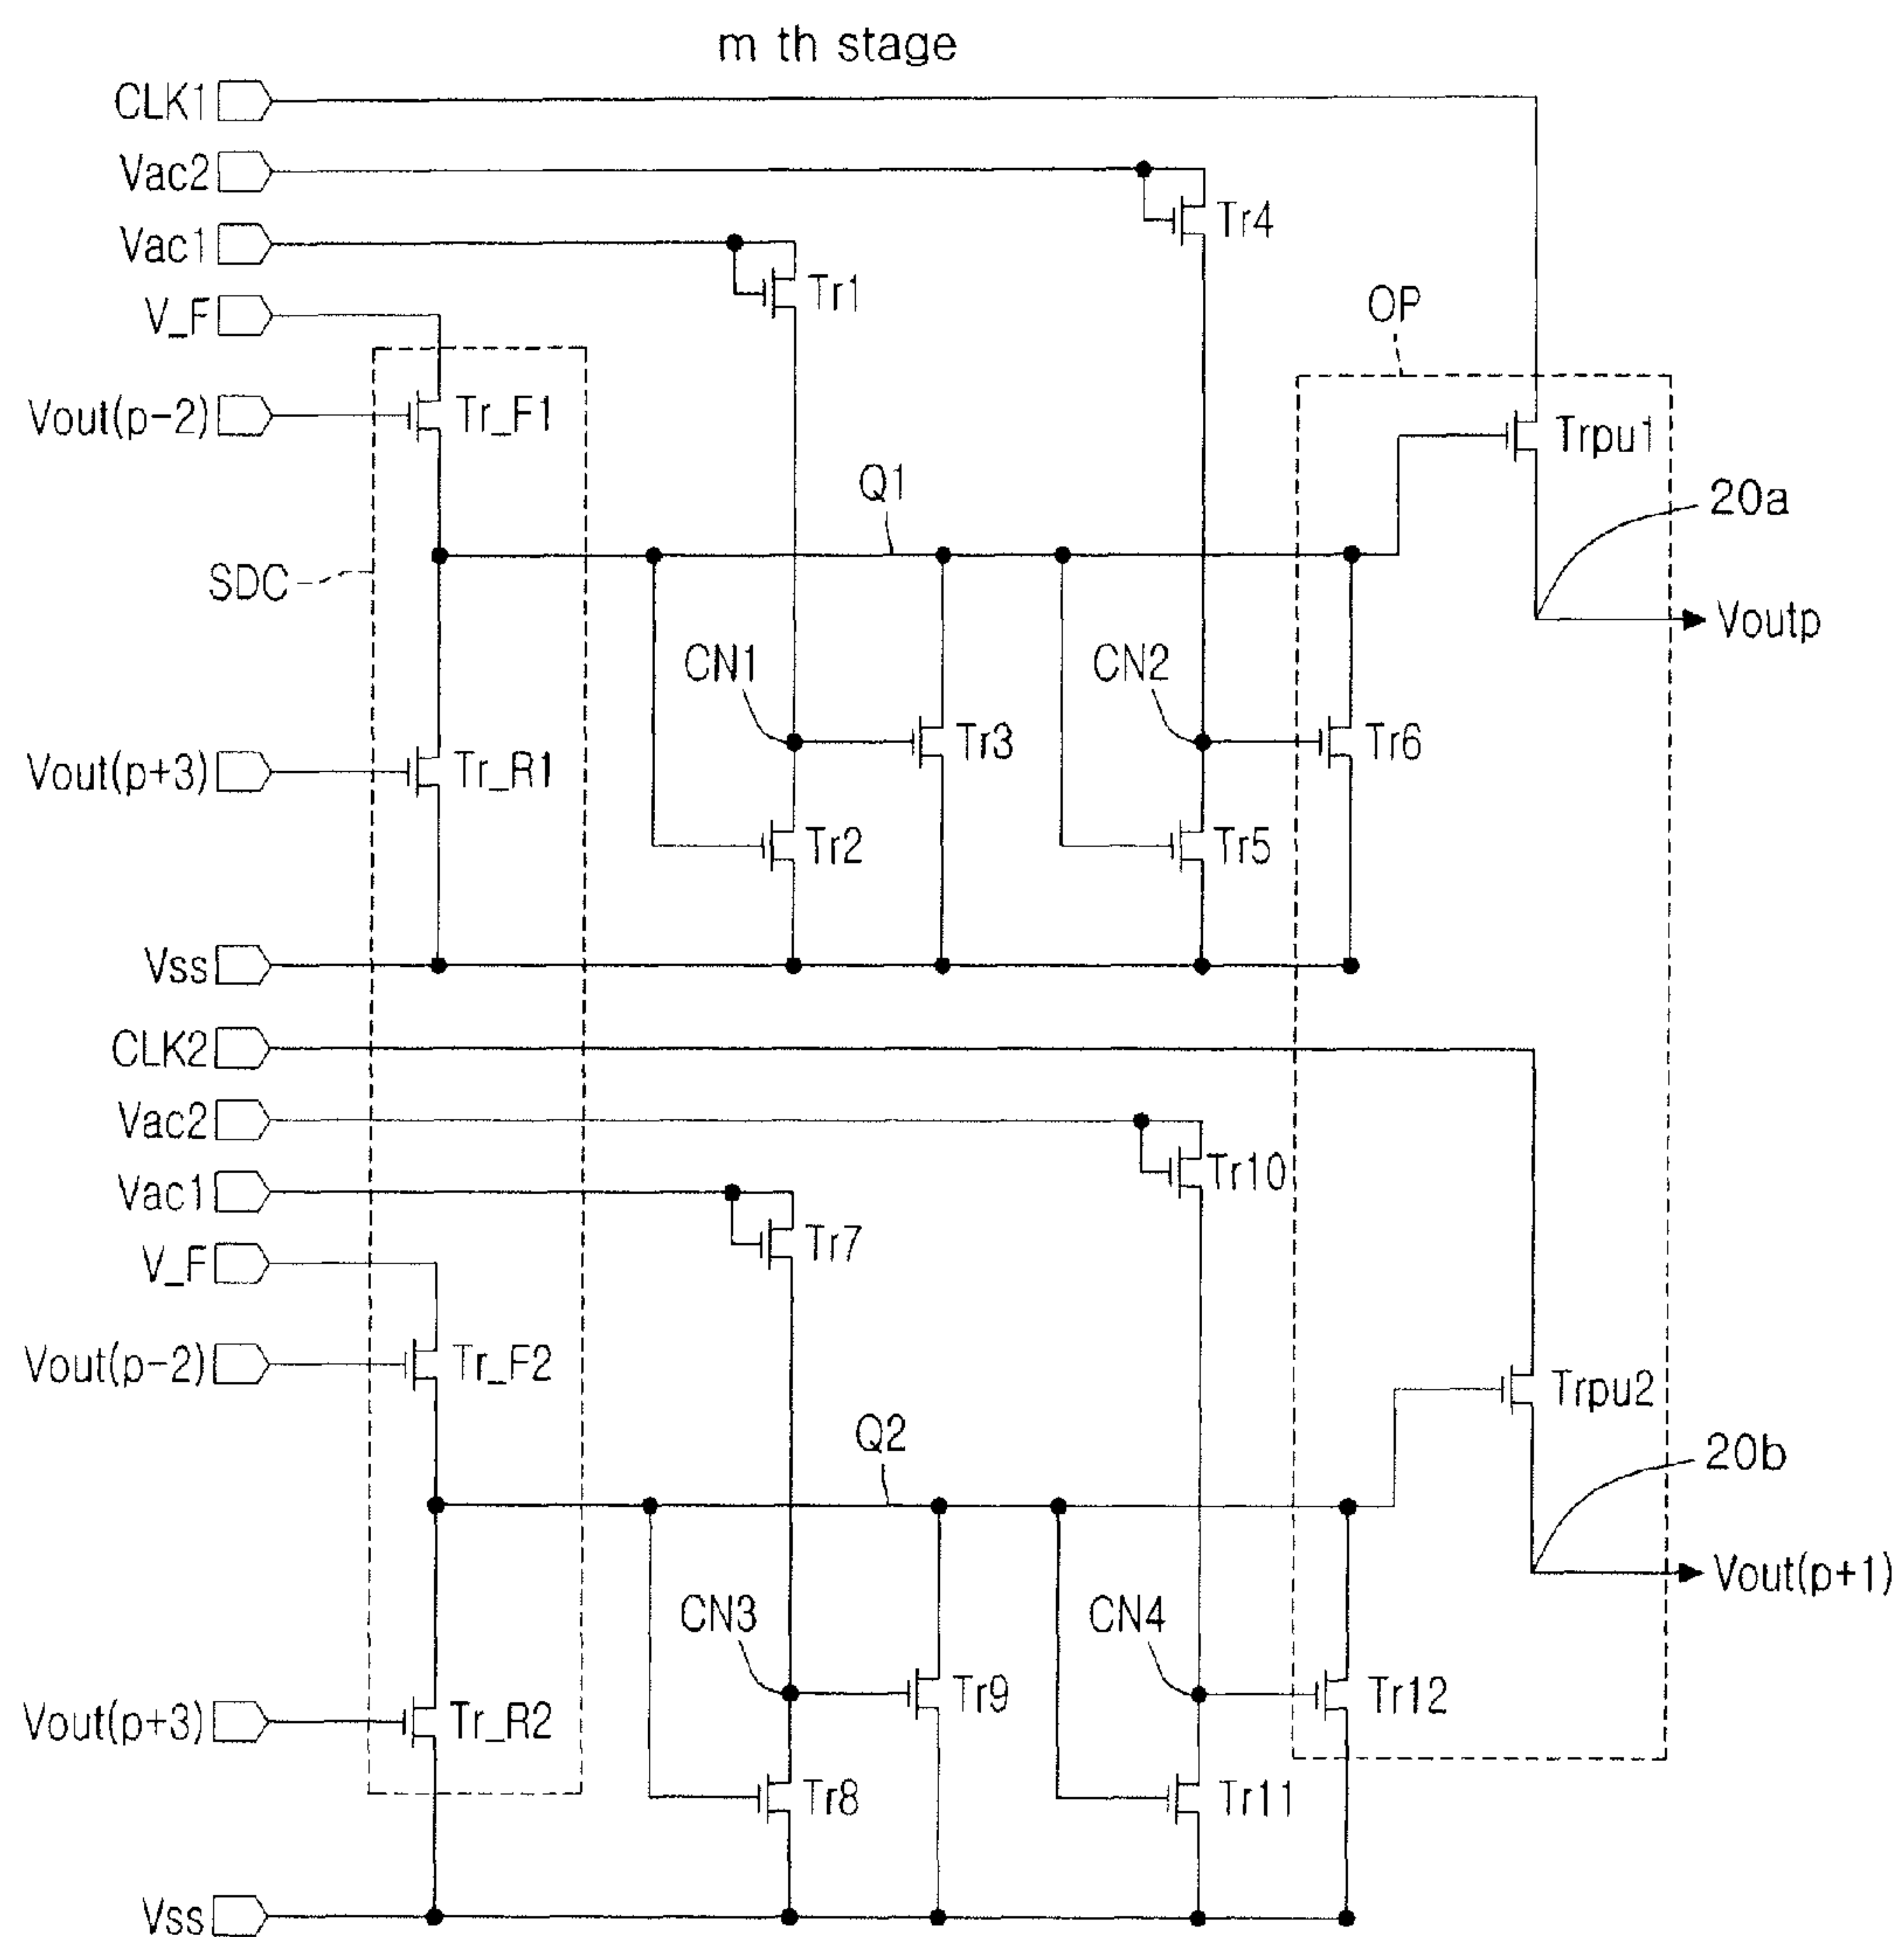 m th stage
CLK1
Vac2
Tr4
Vac1
Tr1
V_F
OP
Vout(p-2)
Tr_F1
Trpu1
Q1
20a
SDC
Voutp
CN1
CN2
Vout(p+3)
Tr_R1
Tr3
Tr6
Tr2
Tr5
Vss
CLK2
Vac2
Tr10
Vac1
Tr7
V_F
Vout(p-2)
Tr_F2
Trpu2
Q2
20b
Vout(p+1)
CN3
CN4
Vout(p+3)
Tr_R2
Tr9
Tr12
Tr8
Tr11
Vss